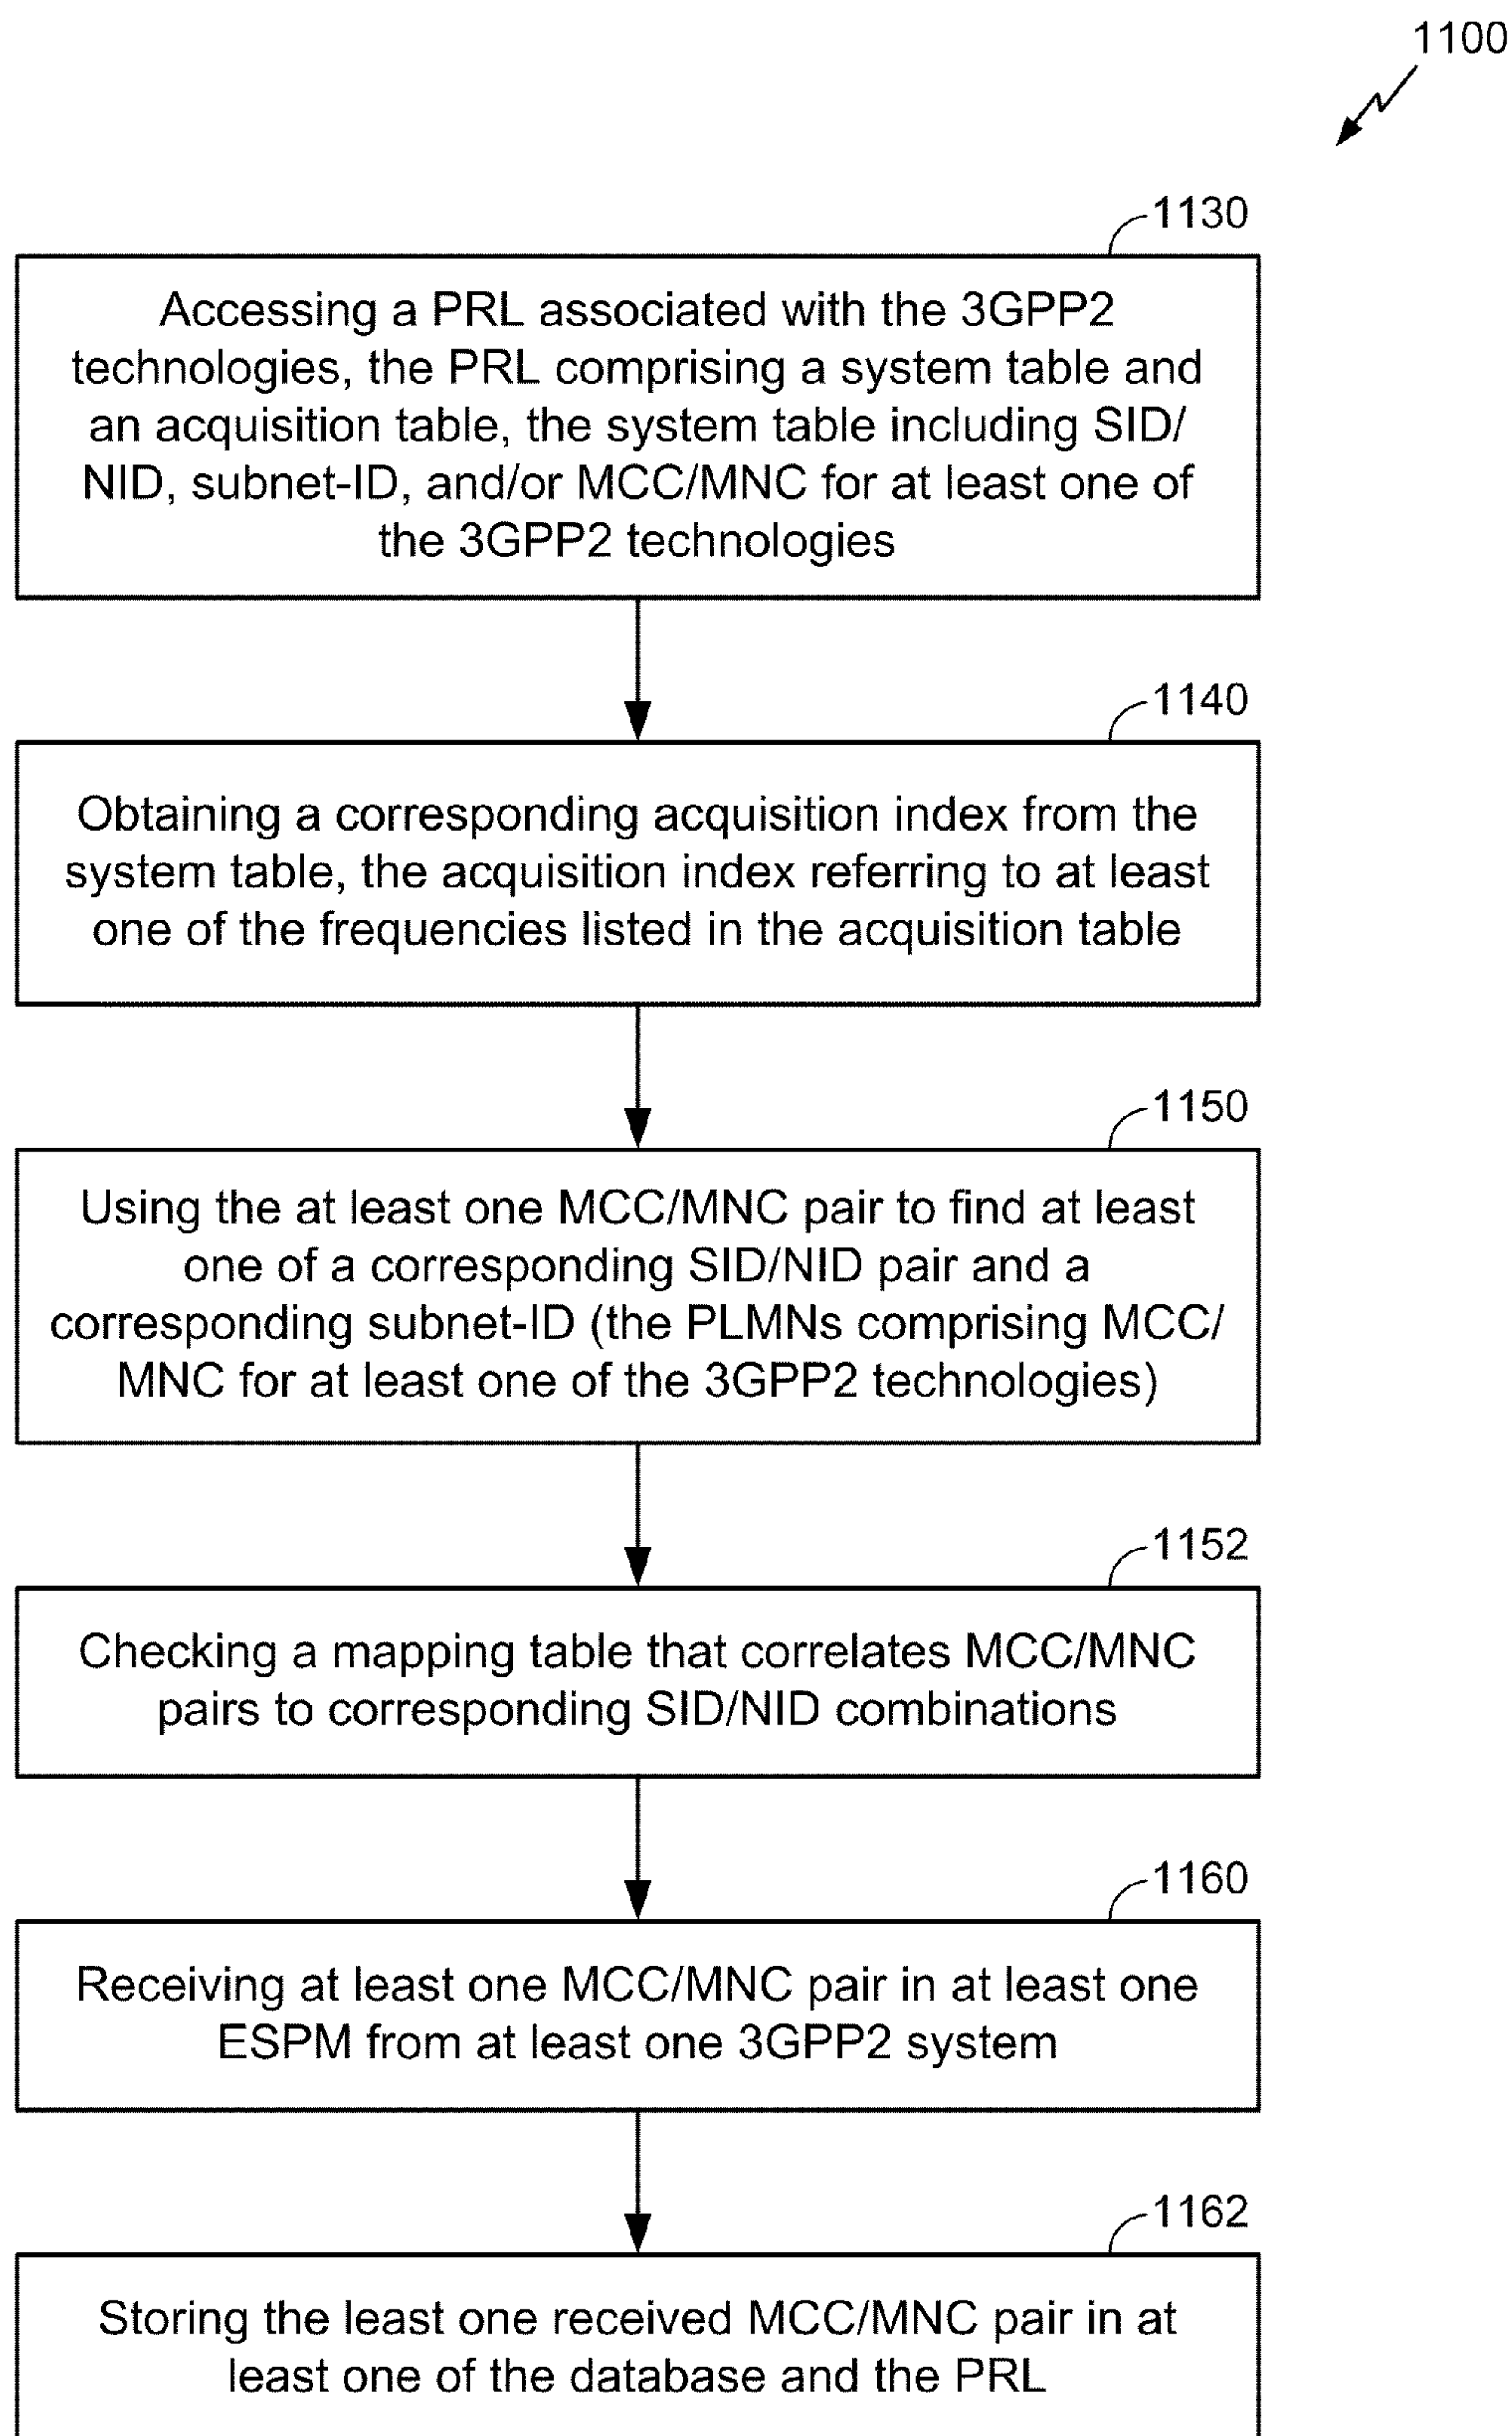 1100
1130
Accessing a PRL associated with the 3GPP2
technologies, the PRL comprising a system table and
an acquisition table, the system table including SID/
NID, subnet-ID, and/or MCC/MNC for at least one of
the 3GPP2 technologies
1140
Obtaining a corresponding acquisition index from the
system table, the acquisition index referring to at least
one of the frequencies listed in the acquisition table
1150
Using the at least one MCC/MNC pair to find at least
one of a corresponding SID/NID pair and a
corresponding subnet-ID (the PLMNs comprising MCC/
MNC for at least one of the 3GPP2 technologies)
1152
Checking a mapping table that correlates MCC/MNC
pairs to corresponding SID/NID combinations
1160
Receiving at least one MCC/MNC pair in at least one
ESPM from at least one 3GPP2 system
1162
Storing the least one received MCC/MNC pair in at
least one of the database and the PRL